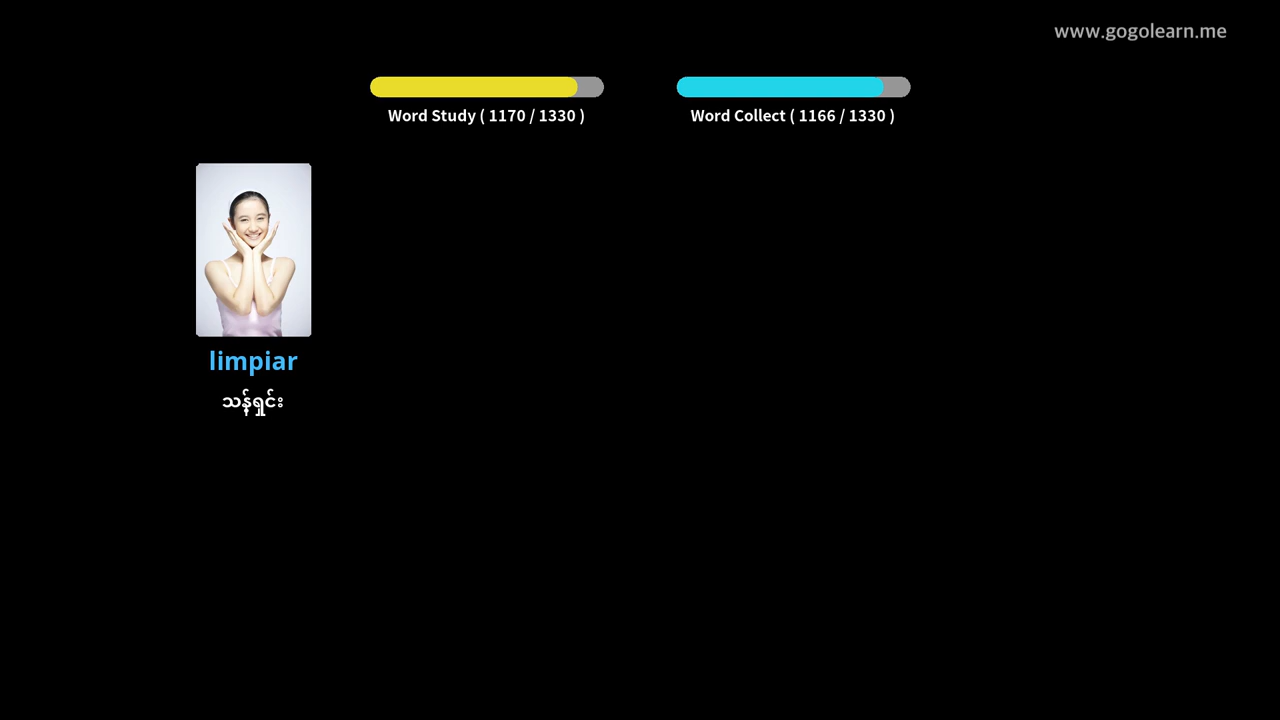 www.gogolearn.me
Word Study ( 1170 / 1330 )
Word Collect ( 1166 / 1330 )
limpiar
သန့်ရှင်း